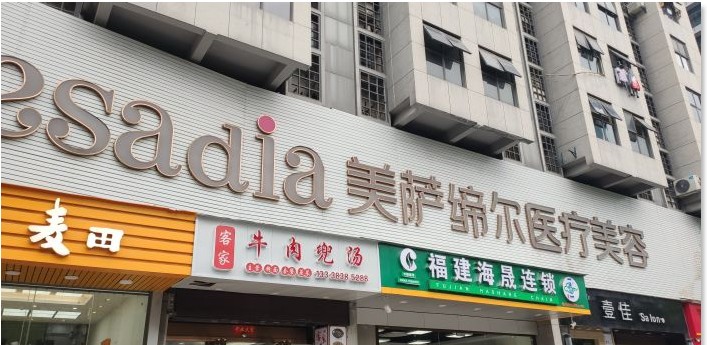 esadia 美萨缔尔医疗美容
麦田
客家 牛肉兜汤
133 3838 5288
福建海晟连锁
FUJIAN HAISHENG CHAIN
壹佳 Salon